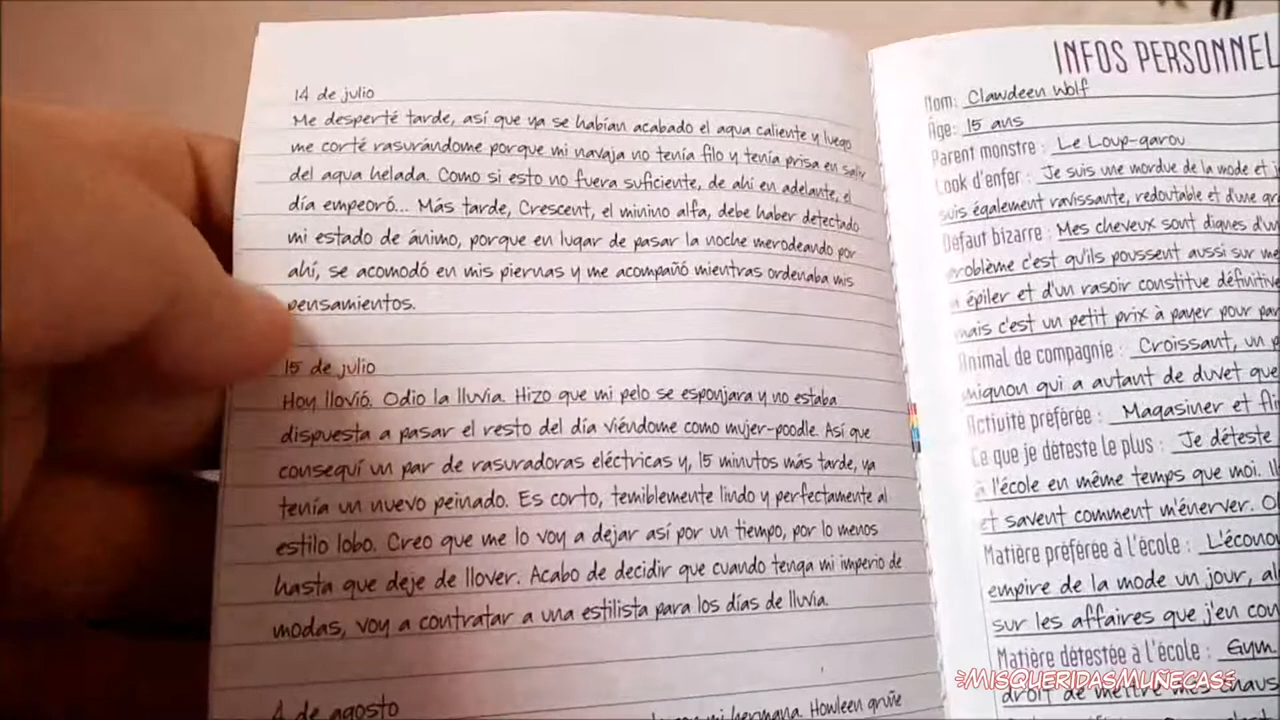 14 de julio
Me desperté tarde, así que ya se habían acabado el agua caliente y luego
me corté rasurándome porque mi navaja no tenía filo y tenía prisa en salir
del agua helada. Como si esto no fuera suficiente, de ahí en adelante, el
día empeoró... Más tarde, Crescent, el minino alfa, debe haber detectado
mi estado de ánimo, porque en lugar de pasar la noche merodeando por
ahí, se acomodó en mis piernas y me acompañó mientras ordenaba mis
pensamientos.
15 de julio
Hoy llovió. Odio la lluvia. Hizo que mi pelo se esponjara y no estaba
dispuesta a pasar el resto del día viéndome como mujer-poodle. Así que
conseguí un par de rasuradoras eléctricas y, 15 minutos más tarde, ya
tenía un nuevo peinado. Es corto, temiblemente lindo y perfectamente al
estilo lobo. Creo que me lo voy a dejar así por un tiempo, por lo menos
hasta que deje de llover. Acabo de decidir que cuando tenga mi imperio de
modas, voy a contratar a una estilista para los días de lluvia.
4 de agosto
mi hermana. Howleen gruñe
INFOS PERSONNEL
Nom: Clawdeen Wolf
Âge: 15 ans
Parent monstre : Le Loup-garou
Look d'enfer : Je suis une mordue de la mode et j
suis également ravissante, redoutable et d'une gr
Défaut bizarre : Mes cheveux sont dignes d'u
problème c'est qu'ils poussent aussi sur me
à épiler et d'un rasoir constitue définitive
mais c'est un petit prix à payer pour par
Animal de compagnie : Croissant, un p
mignon qui a autant de duvet que
Activité préférée : Magasiner et fli
Ce que je déteste le plus : Je déteste
à l'école en même temps que moi. Il
et savent comment m'énerver. O
Matière préférée à l'école : L'écono
empire de la mode un jour, al
sur les affaires que j'en con
Matière détestée à l'école : Gym.
droit de mettre mes chaus
MISQUERIDASMUÑECAS